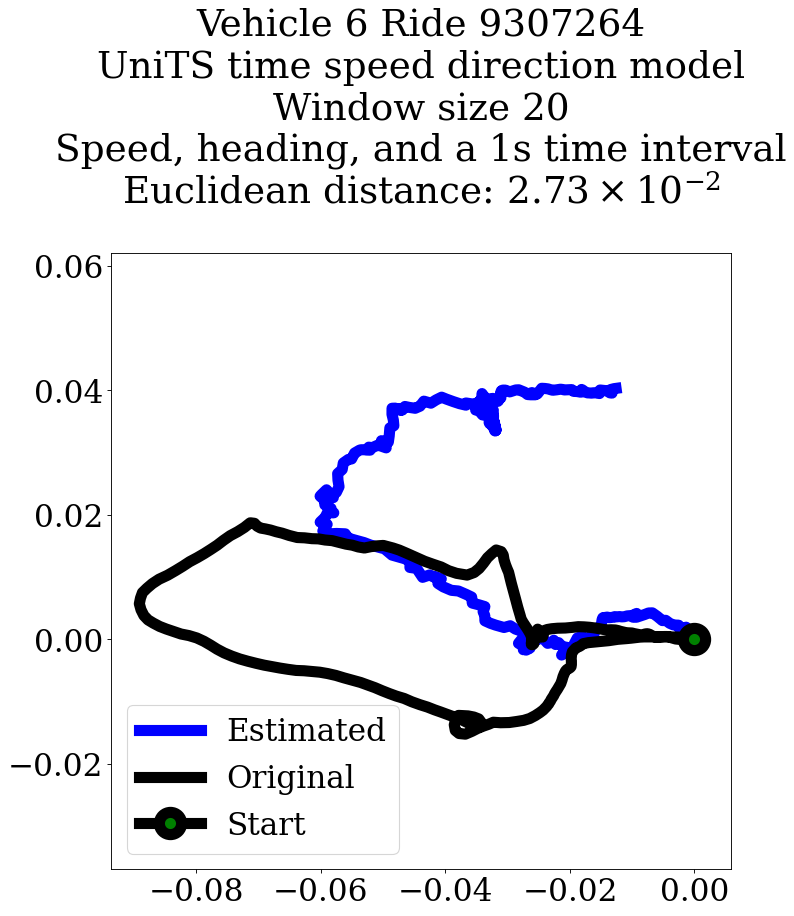 Vehicle 6 Ride 9307264
UniTS time speed direction model
Window size 20
Speed, heading, and a 1s time interval
Euclidean distance: 2.73 × 10⁻²
0.06
0.04
0.02
0.00
−0.02
Estimated
Original
Start
−0.08
−0.06
−0.04
−0.02
0.00